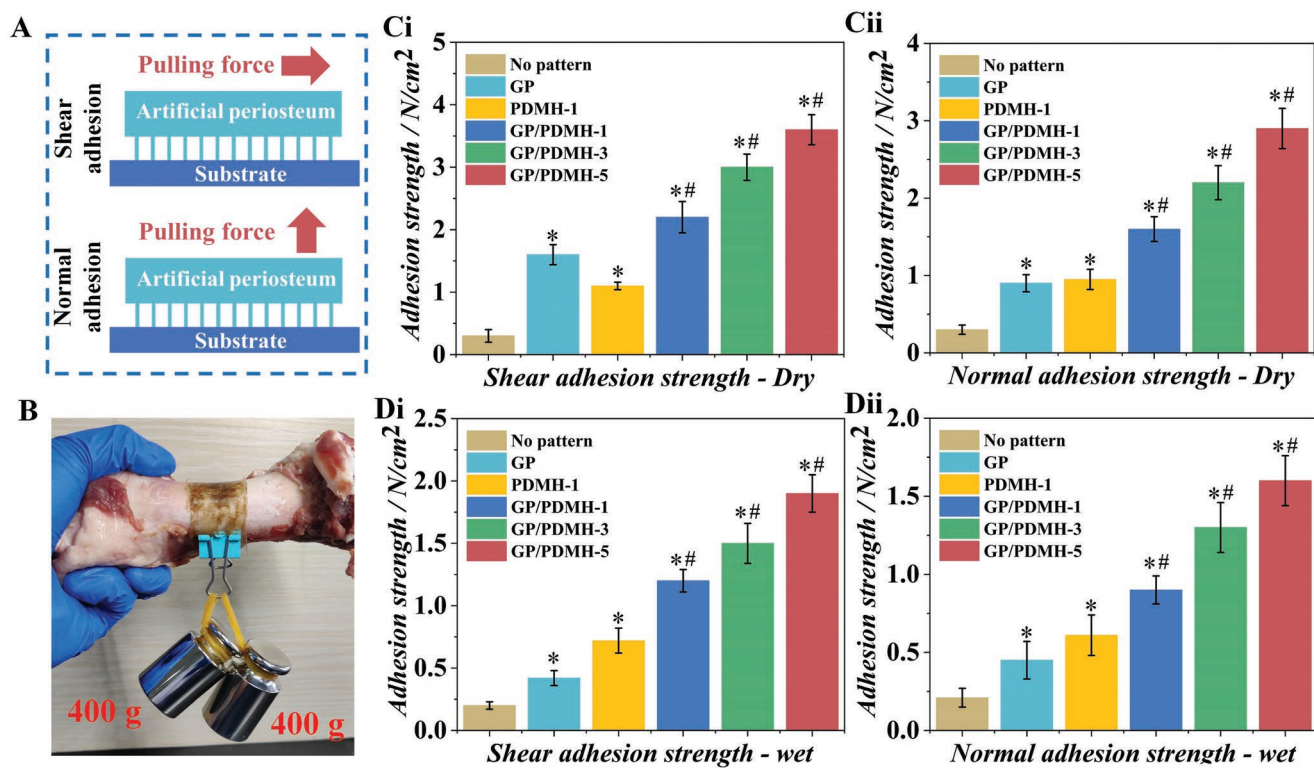 A
Shear
adhesion
Pulling force
Artificial periosteum
Substrate
Normal
adhesion
Pulling force
Artificial periosteum
Substrate
B
400 g
400 g
Ci
Adhesion strength / N/cm²
5
4
3
2
1
0
No pattern
GP
PDMH-1
GP/PDMH-1
GP/PDMH-3
GP/PDMH-5
*
*
*#
*#
*#
Shear adhesion strength - Dry
Cii
Adhesion strength / N/cm²
4
3
2
1
0
No pattern
GP
PDMH-1
GP/PDMH-1
GP/PDMH-3
GP/PDMH-5
*
*
*#
*#
*#
Normal adhesion strength - Dry
Di
Adhesion strength / N/cm²
2.5
2.0
1.5
1.0
0.5
0.0
No pattern
GP
PDMH-1
GP/PDMH-1
GP/PDMH-3
GP/PDMH-5
*
*
*#
*#
*#
Shear adhesion strength - wet
Dii
Adhesion strength / N/cm²
2.0
1.5
1.0
0.5
0.0
No pattern
GP
PDMH-1
GP/PDMH-1
GP/PDMH-3
GP/PDMH-5
*
*
*#
*#
*#
Normal adhesion strength - wet